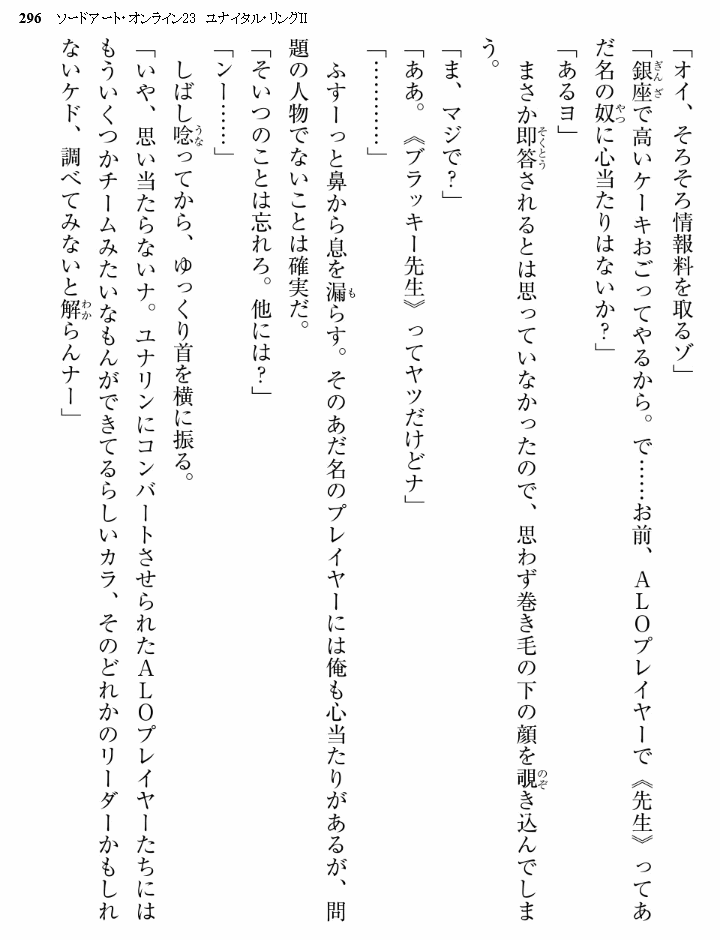 296 ソードアート・オンライン23 ユナイタル・リングⅡ
「オイ、そろそろ情報料を取るゾ」
「銀座で高いケーキおごってやるから。で……お前、ＡＬＯプレイヤーで《先生》ってあ
だ名の奴に心当たりはないか？」
「あるヨ」
まさか即答されるとは思っていなかったので、思わず巻き毛の下の顔を覗き込んでしま
う。
「ま、マジで？」
「ああ。《ブラッキー先生》ってヤツだけどナ」
「…………」
ふすーっと鼻から息を漏らす。そのあだ名のプレイヤーには俺も心当たりがあるが、問
題の人物でないことは確実だ。
「そいつのことは忘れろ。他には？」
「ンー……」
しばし唸ってから、ゆっくり首を横に振る。
「いや、思い当たらないナ。ユナリンにコンバートさせられたＡＬＯプレイヤーたちには
もういくつかチームみたいなもんができてるらしいカラ、そのどれかのリーダーかもしれ
ないケド、調べてみないと解らんナー」